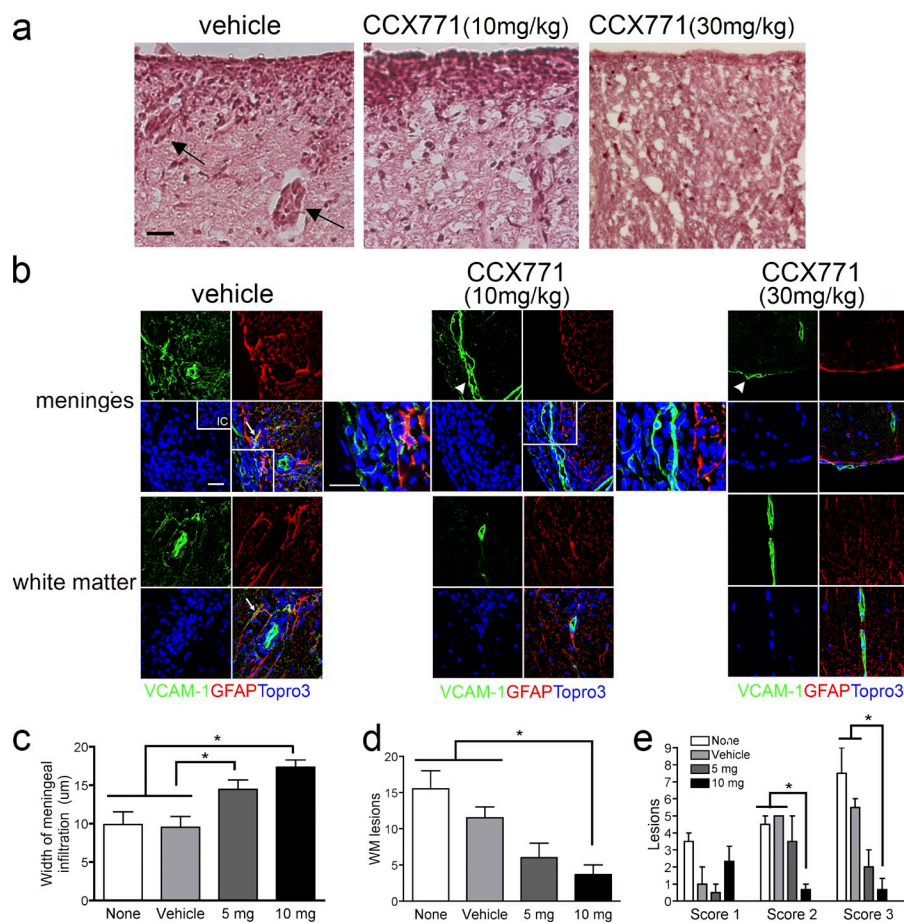 a
vehicle CCX771(10mg/kg) CCX771(30mg/kg)
b
vehicle CCX771 (10mg/kg) CCX771 (30mg/kg)
meninges
IC
white matter
VCAM-1GFAPTopro3 VCAM-1GFAPTopro3 VCAM-1GFAPTopro3
c
Width of meningeal
infiltration (um)
25
20
15
10
5
0
*
*
None Vehicle 5 mg 10 mg
d
WM lesions
20
15
10
5
0
*
None Vehicle 5 mg 10 mg
e
Lesions
9
8
7
6
5
4
3
2
1
0
None
Vehicle
5 mg
10 mg
*
*
Score 1 Score 2 Score 3